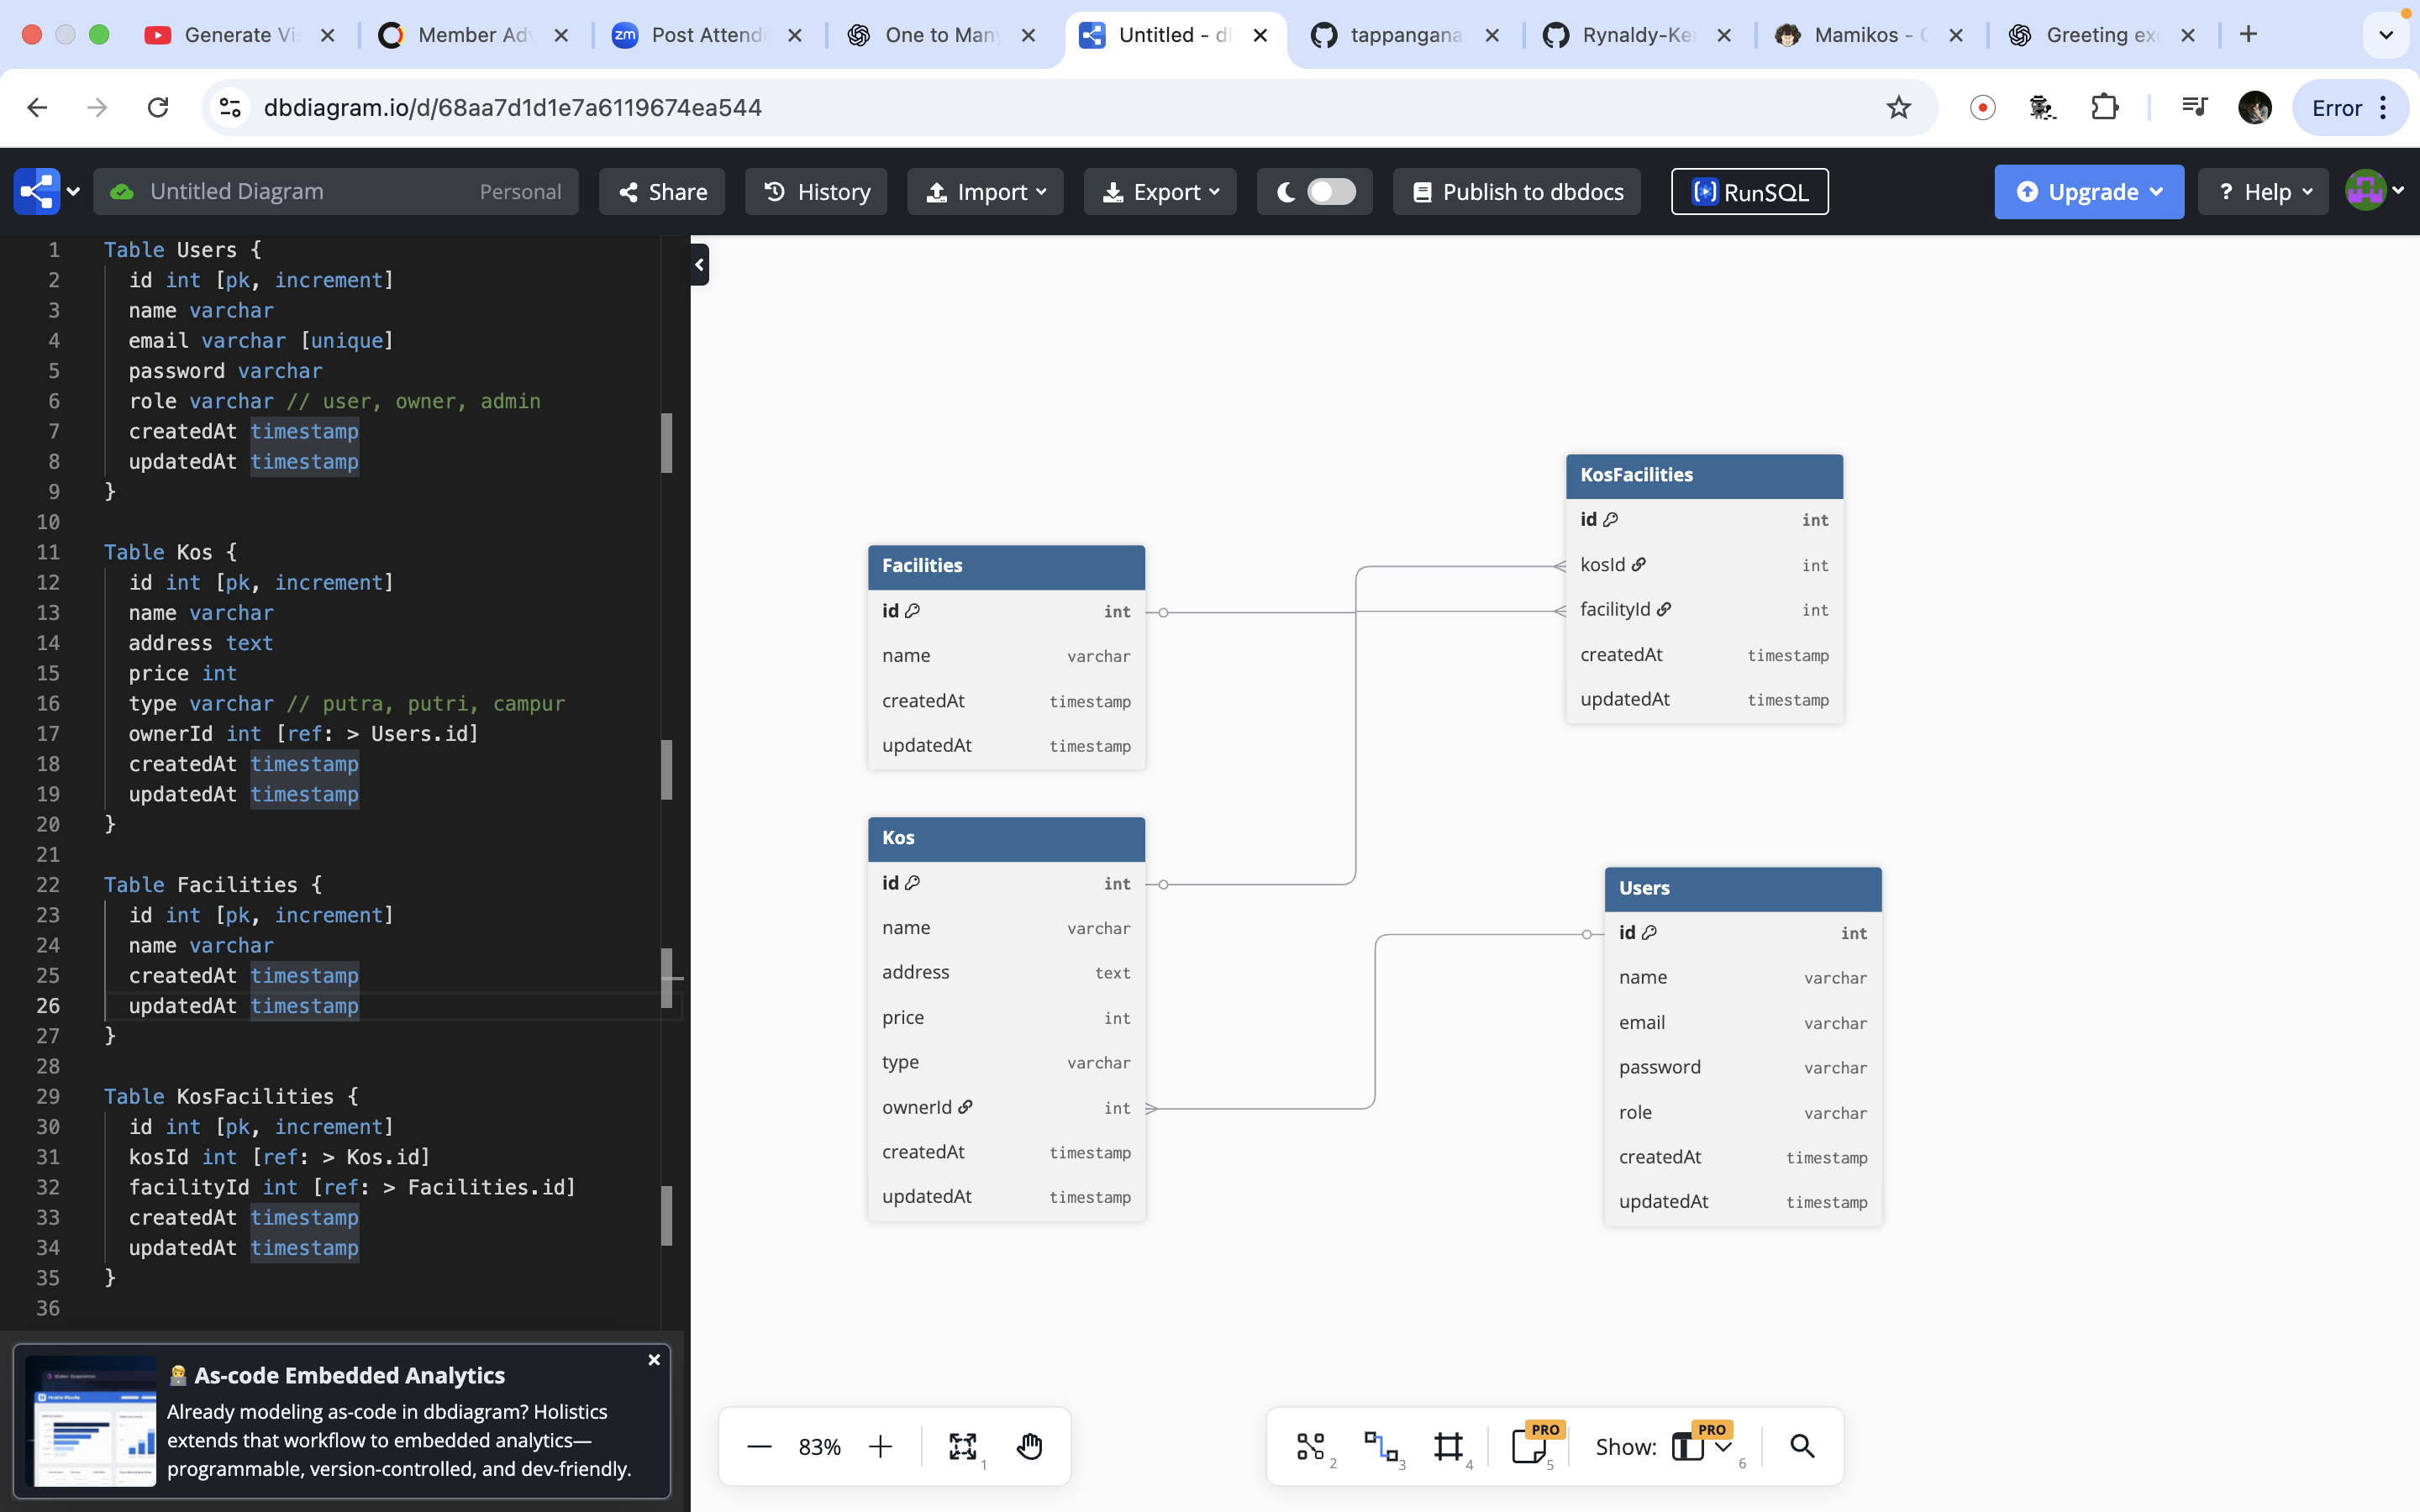 Generate Vi
Member Adv
Post Attend
One to Many
Untitled - d
tappangana
Rynaldy-Ke
Mamikos -
Greeting ex
dbdiagram.io/d/68aa7d1d1e7a6119674ea544
Error
Untitled Diagram Personal
Share
History
Import
Export
Publish to dbdocs
RunSQL
Upgrade
? Help
1 Table Users {
2 id int [pk, increment]
3 name varchar
4 email varchar [unique]
5 password varchar
6 role varchar // user, owner, admin
7 createdAt timestamp
8 updatedAt timestamp
9 }
10
11 Table Kos {
12 id int [pk, increment]
13 name varchar
14 address text
15 price int
16 type varchar // putra, putri, campur
17 ownerId int [ref: > Users.id]
18 createdAt timestamp
19 updatedAt timestamp
20 }
21
22 Table Facilities {
23 id int [pk, increment]
24 name varchar
25 createdAt timestamp
26 updatedAt timestamp
27 }
28
29 Table KosFacilities {
30 id int [pk, increment]
31 kosId int [ref: > Kos.id]
32 facilityId int [ref: > Facilities.id]
33 createdAt timestamp
34 updatedAt timestamp
35 }
36
As-code Embedded Analytics
Already modeling as-code in dbdiagram? Holistics
extends that workflow to embedded analytics—
programmable, version-controlled, and dev-friendly.
Facilities
id int
name varchar
createdAt timestamp
updatedAt timestamp
Kos
id int
name varchar
address text
price int
type varchar
ownerId int
createdAt timestamp
updatedAt timestamp
KosFacilities
id int
kosId int
facilityId int
createdAt timestamp
updatedAt timestamp
Users
id int
name varchar
email varchar
password varchar
role varchar
createdAt timestamp
updatedAt timestamp
83%
1
2
3
4
PRO
5
Show:
PRO
6